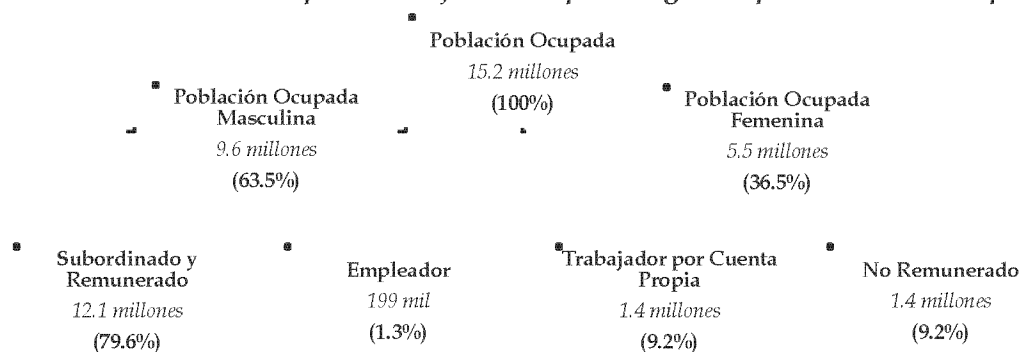 Población Ocupada
15.2 millones
(100%)
Población Ocupada
Masculina
9.6 millones
(63.5%)
Población Ocupada
Femenina
5.5 millones
(36.5%)
Subordinado y
Remunerado
12.1 millones
(79.6%)
Empleador
199 mil
(1.3%)
Trabajador por Cuenta
Propia
1.4 millones
(9.2%)
No Remunerado
1.4 millones
(9.2%)